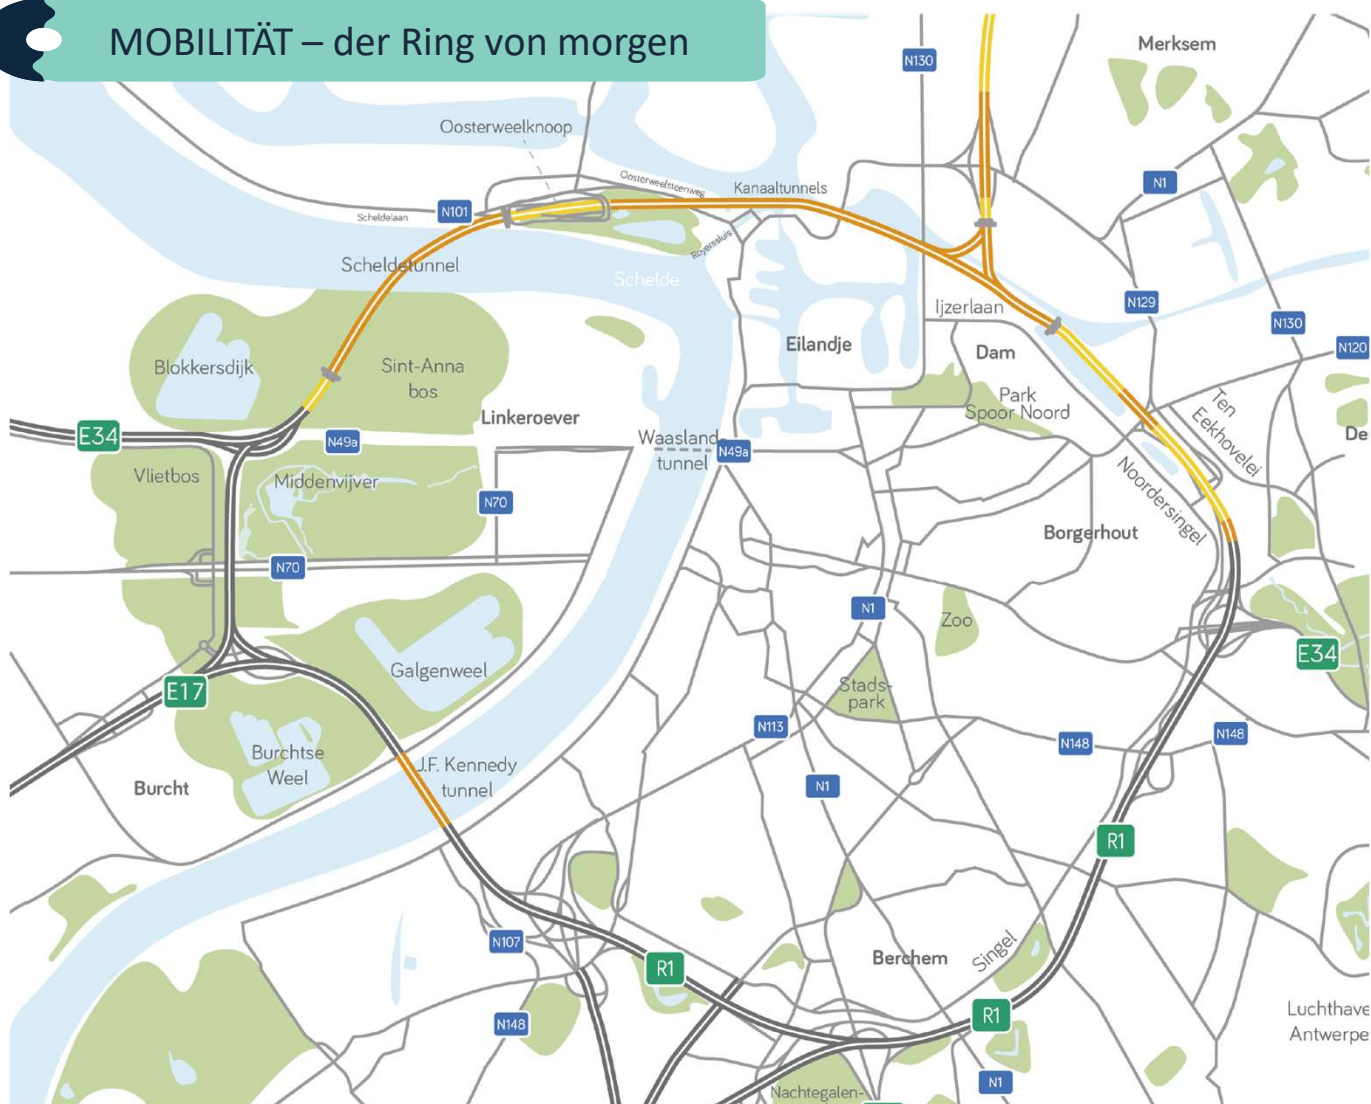 MOBILITÄT – der Ring von morgen
Merksem
N130
Oosterweelknoop
N1
Oosterweelsteenweg
Kanaaltunnels
Scheldelaan
N101
Royerssluis
Scheldetunnel
Schelde
Ijzerlaan
N129
N130
Eilandje
Dam
N120
Blokkersdijk
Sint-Anna
bos
Park
Spoor Noord
Ten
Eekhovelei
Linkeroever
E34
N49a
Waasland
tunnel
N49a
De
Vlietbos
Middenvijver
N70
Noordersingel
Borgerhout
N70
N1
Zoo
E34
Galgenweel
E17
Stads-
park
N113
N148
N148
Burchtse
Weel
J.F. Kennedy
tunnel
Burcht
N1
R1
N107
R1
Berchem
Singel
Luchthave
Antwerpe
R1
N148
N1
Nachtegalen-